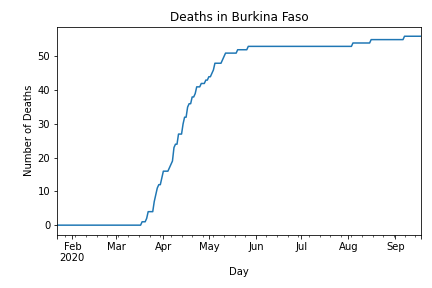 Deaths in Burkina Faso
Number of Deaths
50
40
30
20
10
0
Feb Mar Apr May Jun Jul Aug Sep
2020
Day